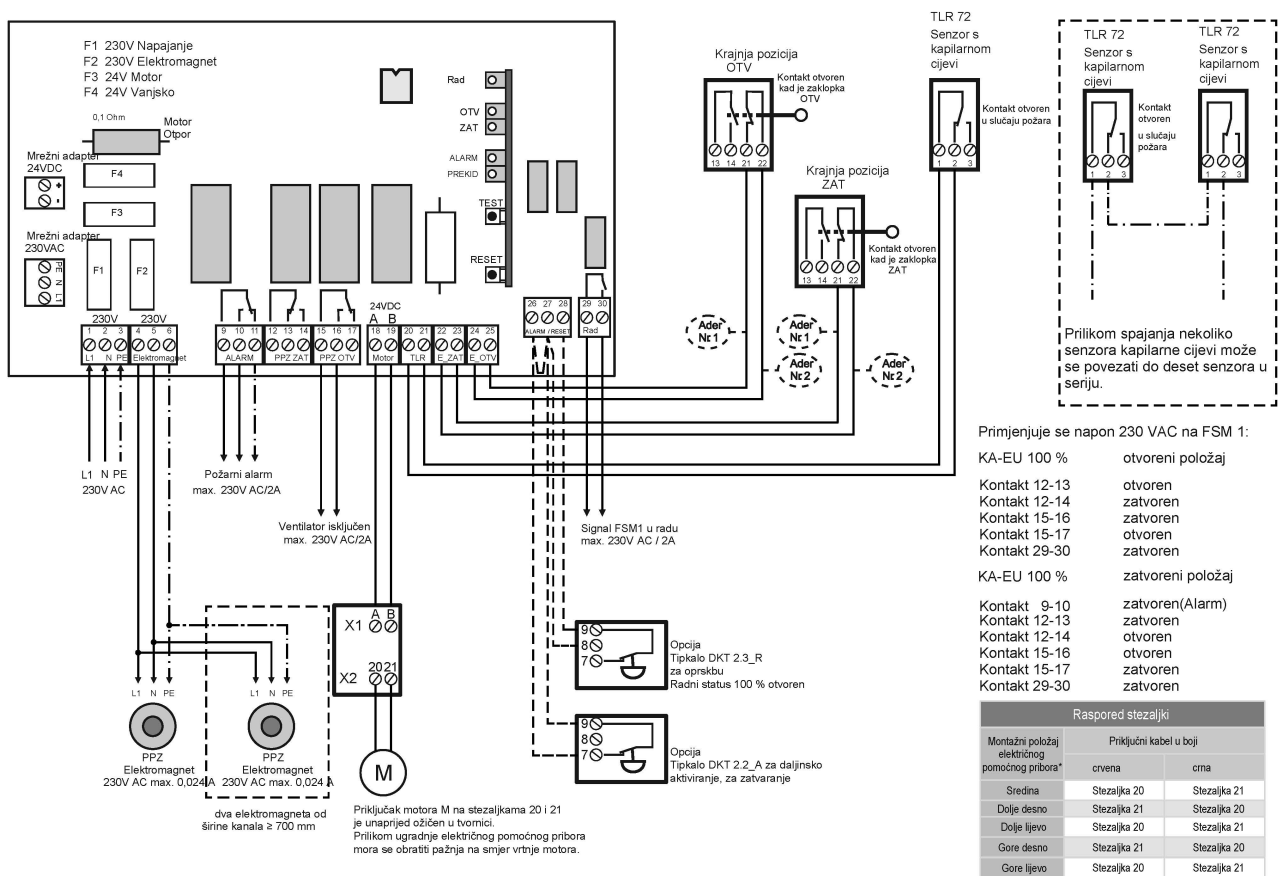 F1 230V Napajanje
F2 230V Elektromagnet
F3 24V Motor
F4 24V Vanjsko
0,1 Ohm
Motor
Otpor
Mrežni adapter
24VDC
+
-
F4
F3
Mrežni adapter
230VAC
PE
N
L1
F1
F2
230V
230V
1 2 3
4 5 6
L1 N PE
Elektromagnet
9 10 11
ALARM
12 13 14
PPZ ZAT
15 16 17
PPZ OTV
24VDC
A B
18 19
Motor
20 21
TLR
22 23
E_ZAT
24 25
E_OTV
Rad
OTV
ZAT
ALARM
PREKID
TEST
RESET
26 27 28
ALARM / RESET
29 30
Rad
L1 N PE
230V AC
Požarni alarm
max. 230V AC/2A
Ventilator isključen
max. 230V AC/2A
Signal FSM1 u radu
max. 230V AC / 2A
Krajnja pozicija
OTV
Kontakt otvoren
kad je zaklopka
OTV
13 14 21 22
Krajnja pozicija
ZAT
Kontakt otvoren
kad je zaklopka
ZAT
13 14 21 22
Ader
Nr. 1
Ader
Nr. 1
Ader
Nr. 2
Ader
Nr. 2
TLR 72
Senzor s
kapilarnom
cijevi
Kontakt otvoren
u slučaju požara
1 2 3
TLR 72
Senzor s
kapilarnom
cijevi
Kontakt
otvoren
u slučaju
požara
1 2 3
TLR 72
Senzor s
kapilarnom
cijevi
1 2 3
Prilikom spajanja nekoliko
senzora kapilarne cijevi može
se povezati do deset senzora u
seriju.
L1 N PE
PPZ
Elektromagnet
230V AC max. 0,024 A
L1 N PE
PPZ
Elektromagnet
230V AC max. 0,024 A
dva elektromagneta od
širine kanala ≥ 700 mm
A B
X1
20 21
X2
M
Priključak motora M na stezaljkama 20 i 21
je unaprijed ožičen u tvornici.
Prilikom ugradnje električnog pomoćnog pribora
mora se obratiti pažnja na smjer vrtnje motora.
9
8
7
Opcija
Tipkalo DKT 2.3_R
za oprskbu
Radni status 100 % otvoren
9
8
7
Opcija
Tipkalo DKT 2.2_A za daljinsko
aktiviranje, za zatvaranje
Primjenjuje se napon 230 VAC na FSM 1:
KA-EU 100 % otvoreni položaj
Kontakt 12-13 otvoren
Kontakt 12-14 zatvoren
Kontakt 15-16 zatvoren
Kontakt 15-17 otvoren
Kontakt 29-30 zatvoren
KA-EU 100 % zatvoreni položaj
Kontakt 9-10 zatvoren(Alarm)
Kontakt 12-13 zatvoren
Kontakt 12-14 otvoren
Kontakt 15-16 otvoren
Kontakt 15-17 zatvoren
Kontakt 29-30 zatvoren
Raspored stezaljki
Montažni položaj
električnog
pomoćnog pribora*
Priključni kabel u boji
crvena crna
Sredina Stezaljka 20 Stezaljka 21
Dolje desno Stezaljka 21 Stezaljka 20
Dolje lijevo Stezaljka 20 Stezaljka 21
Gore desno Stezaljka 21 Stezaljka 20
Gore lijevo Stezaljka 20 Stezaljka 21